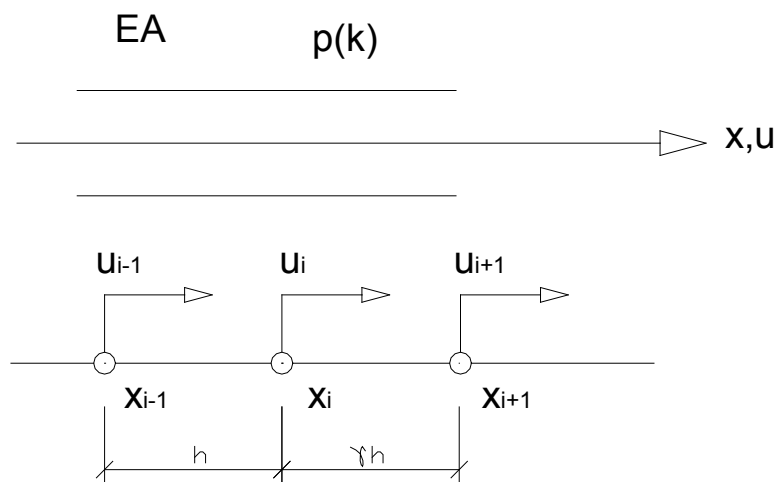 EA p(k)
x,u
uᵢ₋₁ uᵢ uᵢ₊₁
xᵢ₋₁ xᵢ xᵢ₊₁
h γh